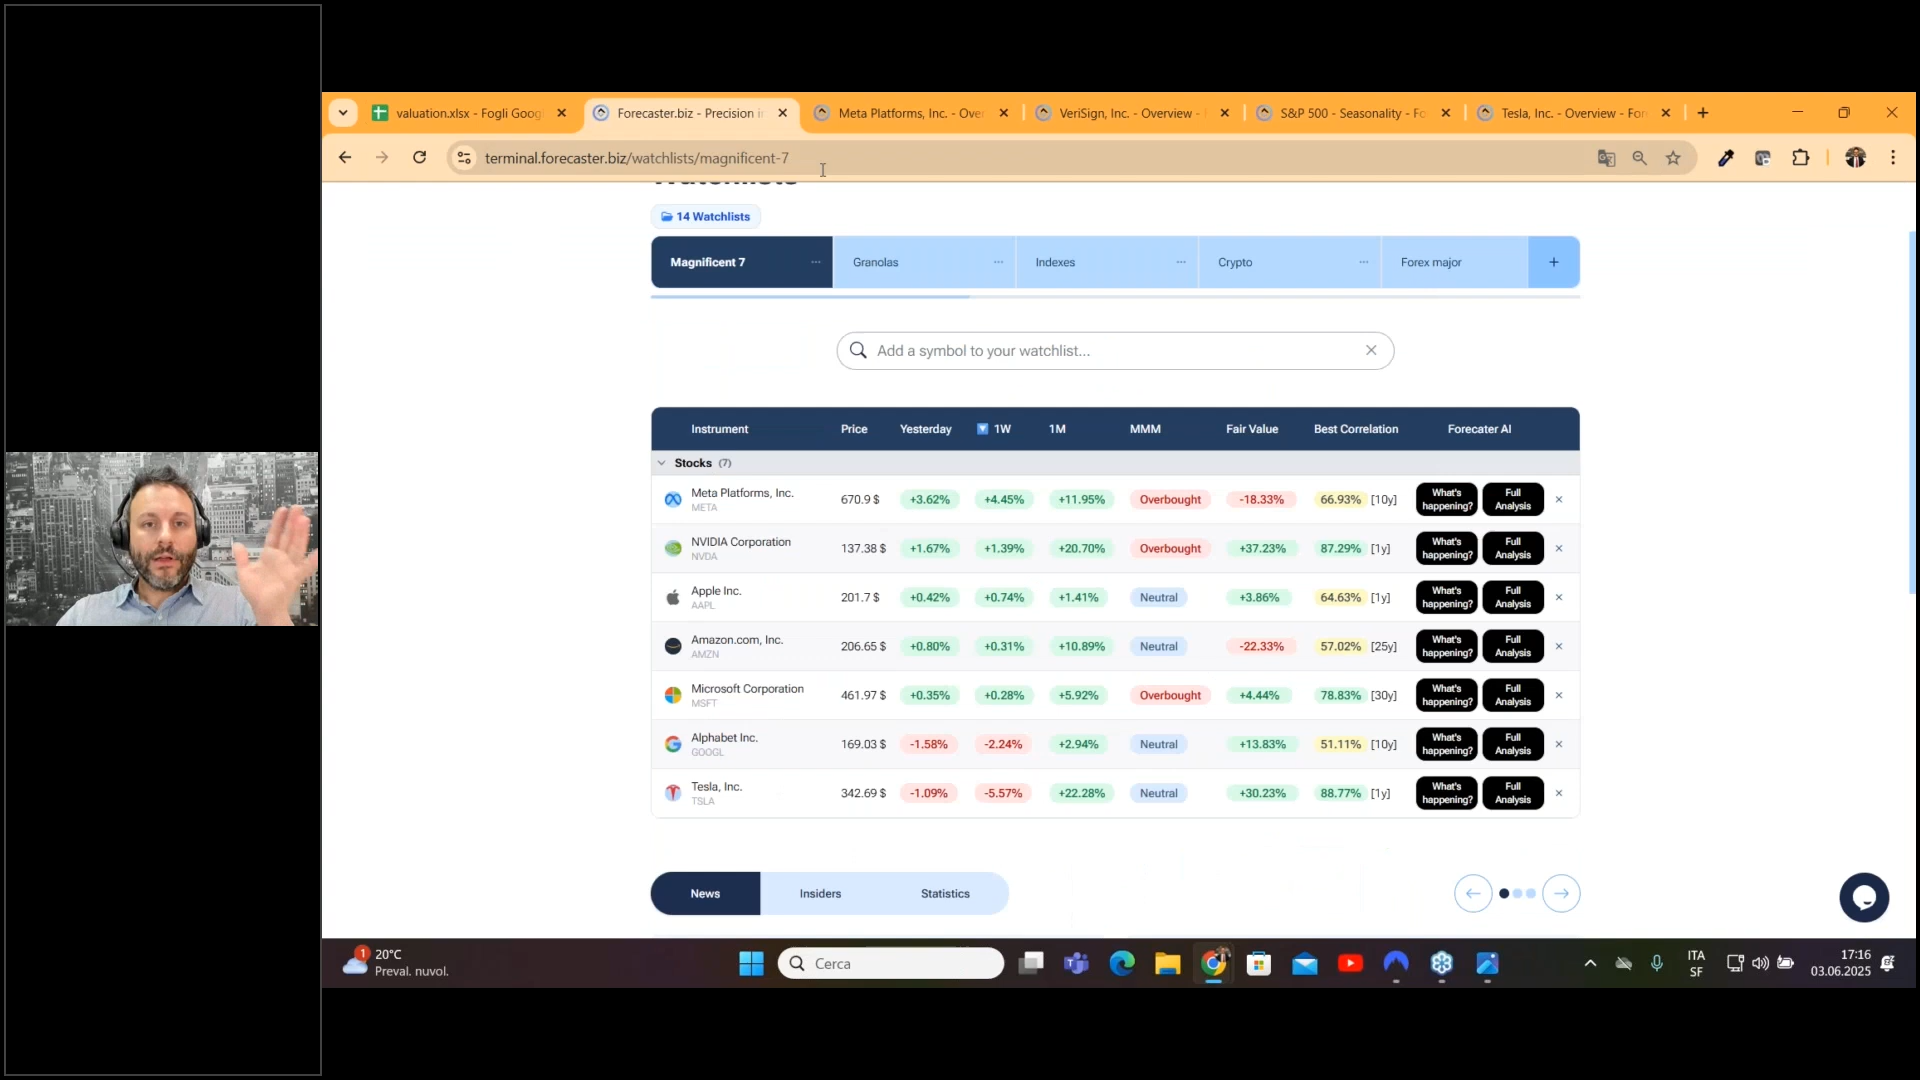 valuation.xlsx - Fogli Goog
Forecaster.biz - Precision i
Meta Platforms, Inc. - Over
VeriSign, Inc. - Overview -
S&P 500 - Seasonality - Fo
Tesla, Inc. - Overview - For
terminal.forecaster.biz/watchlists/magnificent-7
Watchlists
14 Watchlists
Magnificent 7 ...
Granolas ...
Indexes ...
Crypto ...
Forex major
+
Add a symbol to your watchlist...
Instrument Price Yesterday 1W 1M MMM Fair Value Best Correlation Forecater AI
Stocks (7)
Meta Platforms, Inc. META 670.9 $ +3.62% +4.45% +11.95% Overbought -18.33% 66.93% [10y] What's happening? Full Analysis ×
NVIDIA Corporation NVDA 137.38 $ +1.67% +1.39% +20.70% Overbought +37.23% 87.29% [1y] What's happening? Full Analysis ×
Apple Inc. AAPL 201.7 $ +0.42% +0.74% +1.41% Neutral +3.86% 64.63% [1y] What's happening? Full Analysis ×
Amazon.com, Inc. AMZN 206.65 $ +0.80% +0.31% +10.89% Neutral -22.33% 57.02% [25y] What's happening? Full Analysis ×
Microsoft Corporation MSFT 461.97 $ +0.35% +0.28% +5.92% Overbought +4.44% 78.83% [30y] What's happening? Full Analysis ×
Alphabet Inc. GOOGL 169.03 $ -1.58% -2.24% +2.94% Neutral +13.83% 51.11% [10y] What's happening? Full Analysis ×
Tesla, Inc. TSLA 342.69 $ -1.09% -5.57% +22.28% Neutral +30.23% 88.77% [1y] What's happening? Full Analysis ×
News Insiders Statistics
1
20°C
Preval. nuvol.
Cerca
ITA
SF
17:16
03.06.2025